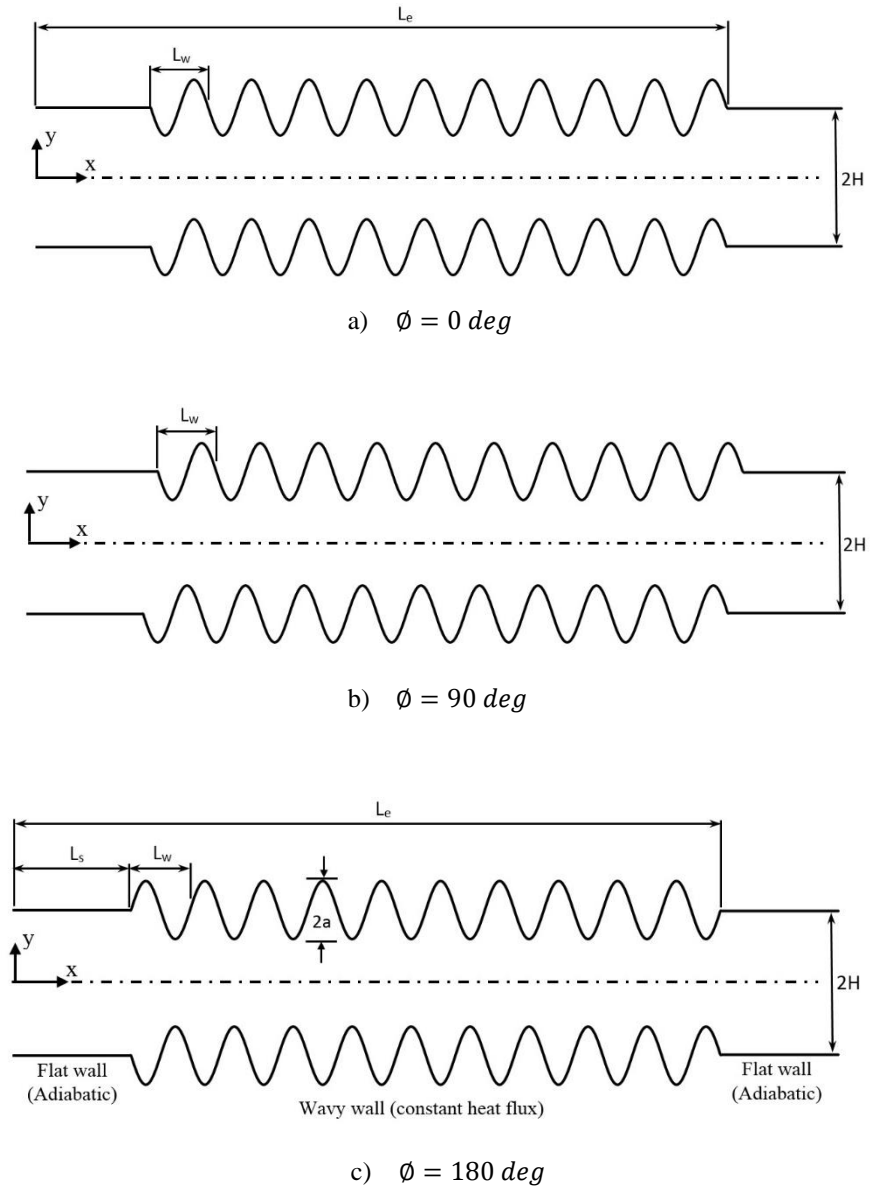 Le
Lw
y
x
2H
a) ∅ = 0 deg
Lw
y
x
2H
b) ∅ = 90 deg
Le
Ls
Lw
2a
y
x
2H
Flat wall
(Adiabatic)
Wavy wall (constant heat flux)
Flat wall
(Adiabatic)
c) ∅ = 180 deg